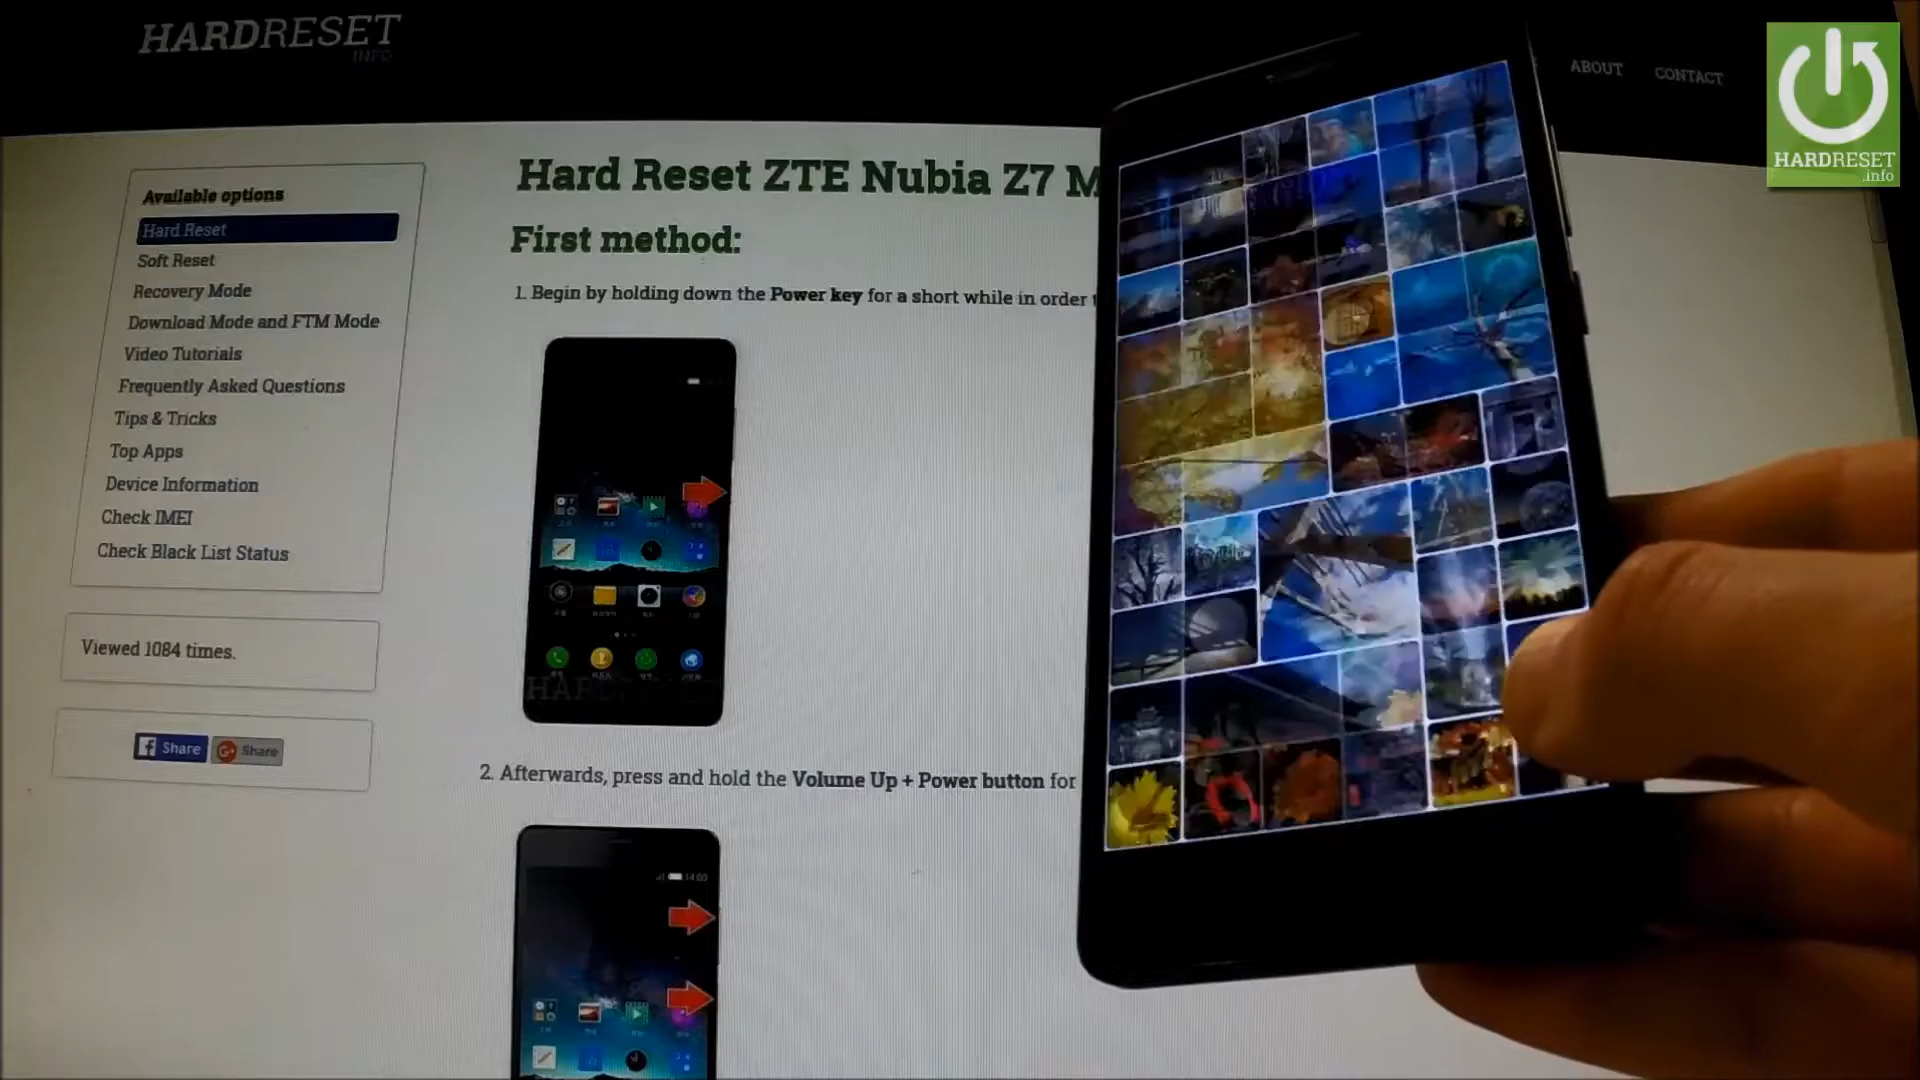 HARDRESET
INFO
ABOUT CONTACT
HARDRESET
.info
Available options
Hard Reset
Soft Reset
Recovery Mode
Download Mode and FTM Mode
Video Tutorials
Frequently Asked Questions
Tips & Tricks
Top Apps
Device Information
Check IMEI
Check Black List Status
Viewed 1084 times.
f Share G+ Share
Hard Reset ZTE Nubia Z7 M
First method:
1. Begin by holding down the Power key for a short while in order
2. Afterwards, press and hold the Volume Up + Power button for
14:00